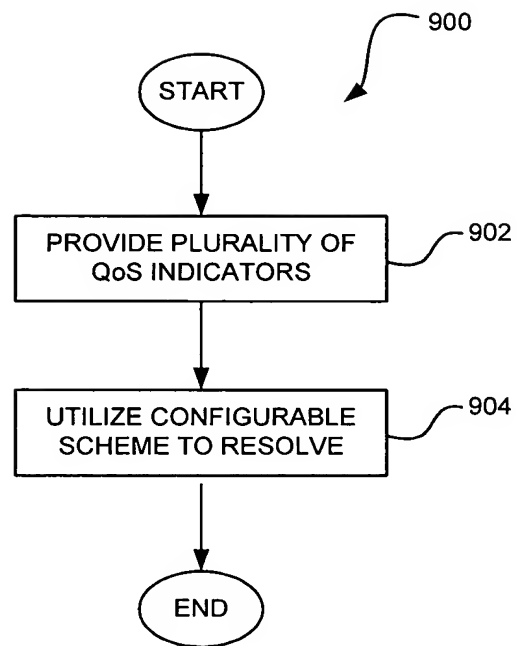 900
START
PROVIDE PLURALITY OF
QoS INDICATORS
902
UTILIZE CONFIGURABLE
SCHEME TO RESOLVE
904
END